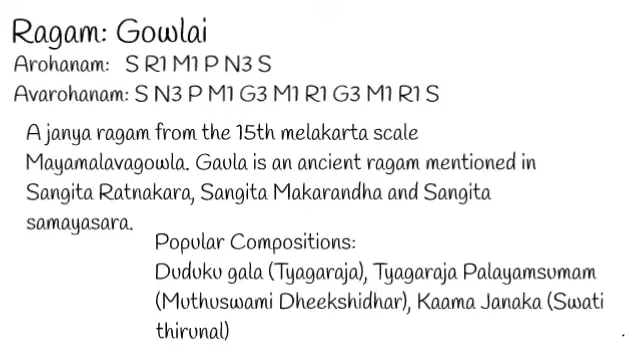 Ragam: Gowlai
Arohanam: S R1 M1 P N3 S
Avarohanam: S N3 P M1 G3 M1 R1 G3 M1 R1 S
A janya ragam from the 15th melakarta scale
Mayamalavagowla. Gaula is an ancient ragam mentioned in
Sangita Ratnakara, Sangita Makarandha and Sangita
samayasara.
Popular Compositions:
Duduku gala (Tyagaraja), Tyagaraja Palayamsumam
(Muthuswami Dheekshidhar), Kaama Janaka (Swati
thirunal)
.